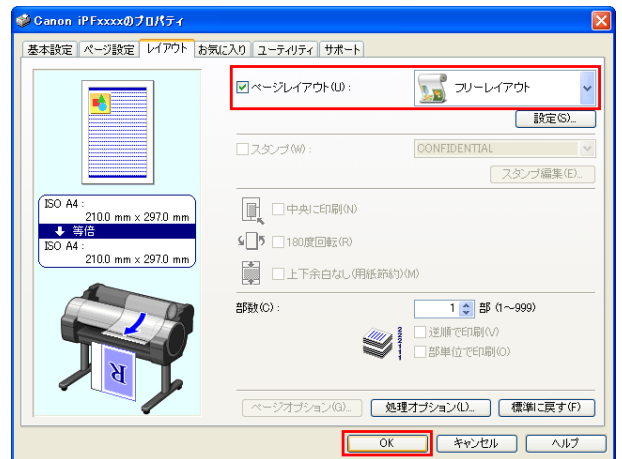 Canon iPFxxxxのプロパティ
基本設定 ページ設定 レイアウト お気に入り ユーティリティ サポート
ページレイアウト(U): フリーレイアウト
設定(S)...
スタンプ(W): CONFIDENTIAL
スタンプ編集(E)...
ISO A4:
210.0 mm x 297.0 mm
等倍
ISO A4:
210.0 mm x 297.0 mm
中央に印刷(N)
180度回転(R)
上下余白なし(用紙節約)(M)
部数(C): 1 部 (1～999)
逆順で印刷(V)
部単位で印刷(O)
ページオプション(G)... 処理オプション(L)... 標準に戻す(F)
OK キャンセル ヘルプ